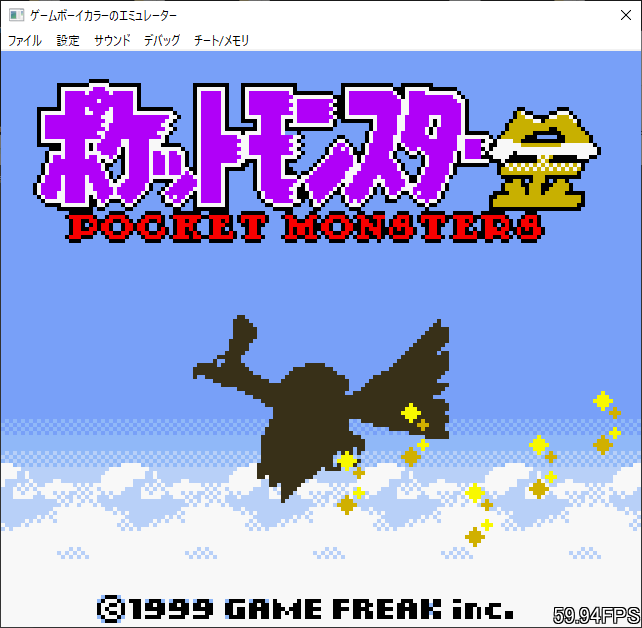 ゲームボーイカラーのエミュレーター
ファイル 設定 サウンド デバッグ チート/メモリ
ポケットモンスター金
POCKET MONSTERS
©1999 GAME FREAK inc.
59.94FPS